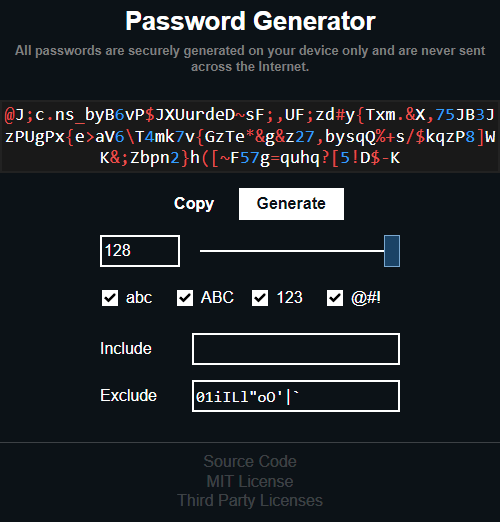 Password Generator
All passwords are securely generated on your device only and are never sent
across the Internet.
@J;c.ns_byB6vP$JXUurdeD~sF;,UF;zd#y{Txm.&X,75JB3J
zPUgPx{e>aV6\T4mk7v{GzTe*&g&z27,bysqQ%+s/$kqzP8]W
K&;Zbpn2}h([~F57g=quhq?[5!D$-K
Copy Generate
128
abc ABC 123 @#!
Include
Exclude 01iILl"oO'|`
Source Code
MIT License
Third Party Licenses